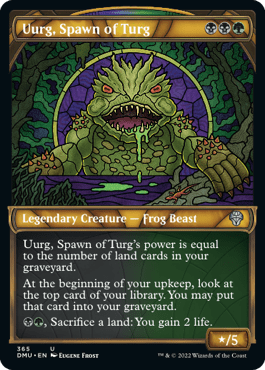 Uurg, Spawn of Turg
Legendary Creature — Frog Beast
Uurg, Spawn of Turg's power is equal
to the number of land cards in your
graveyard.
At the beginning of your upkeep, look at
the top card of your library. You may put
that card into your graveyard.
, Sacrifice a land: You gain 2 life.
*/5
365 U
DMU • EN EUGENE FROST
™ & © 2022 Wizards of the Coast